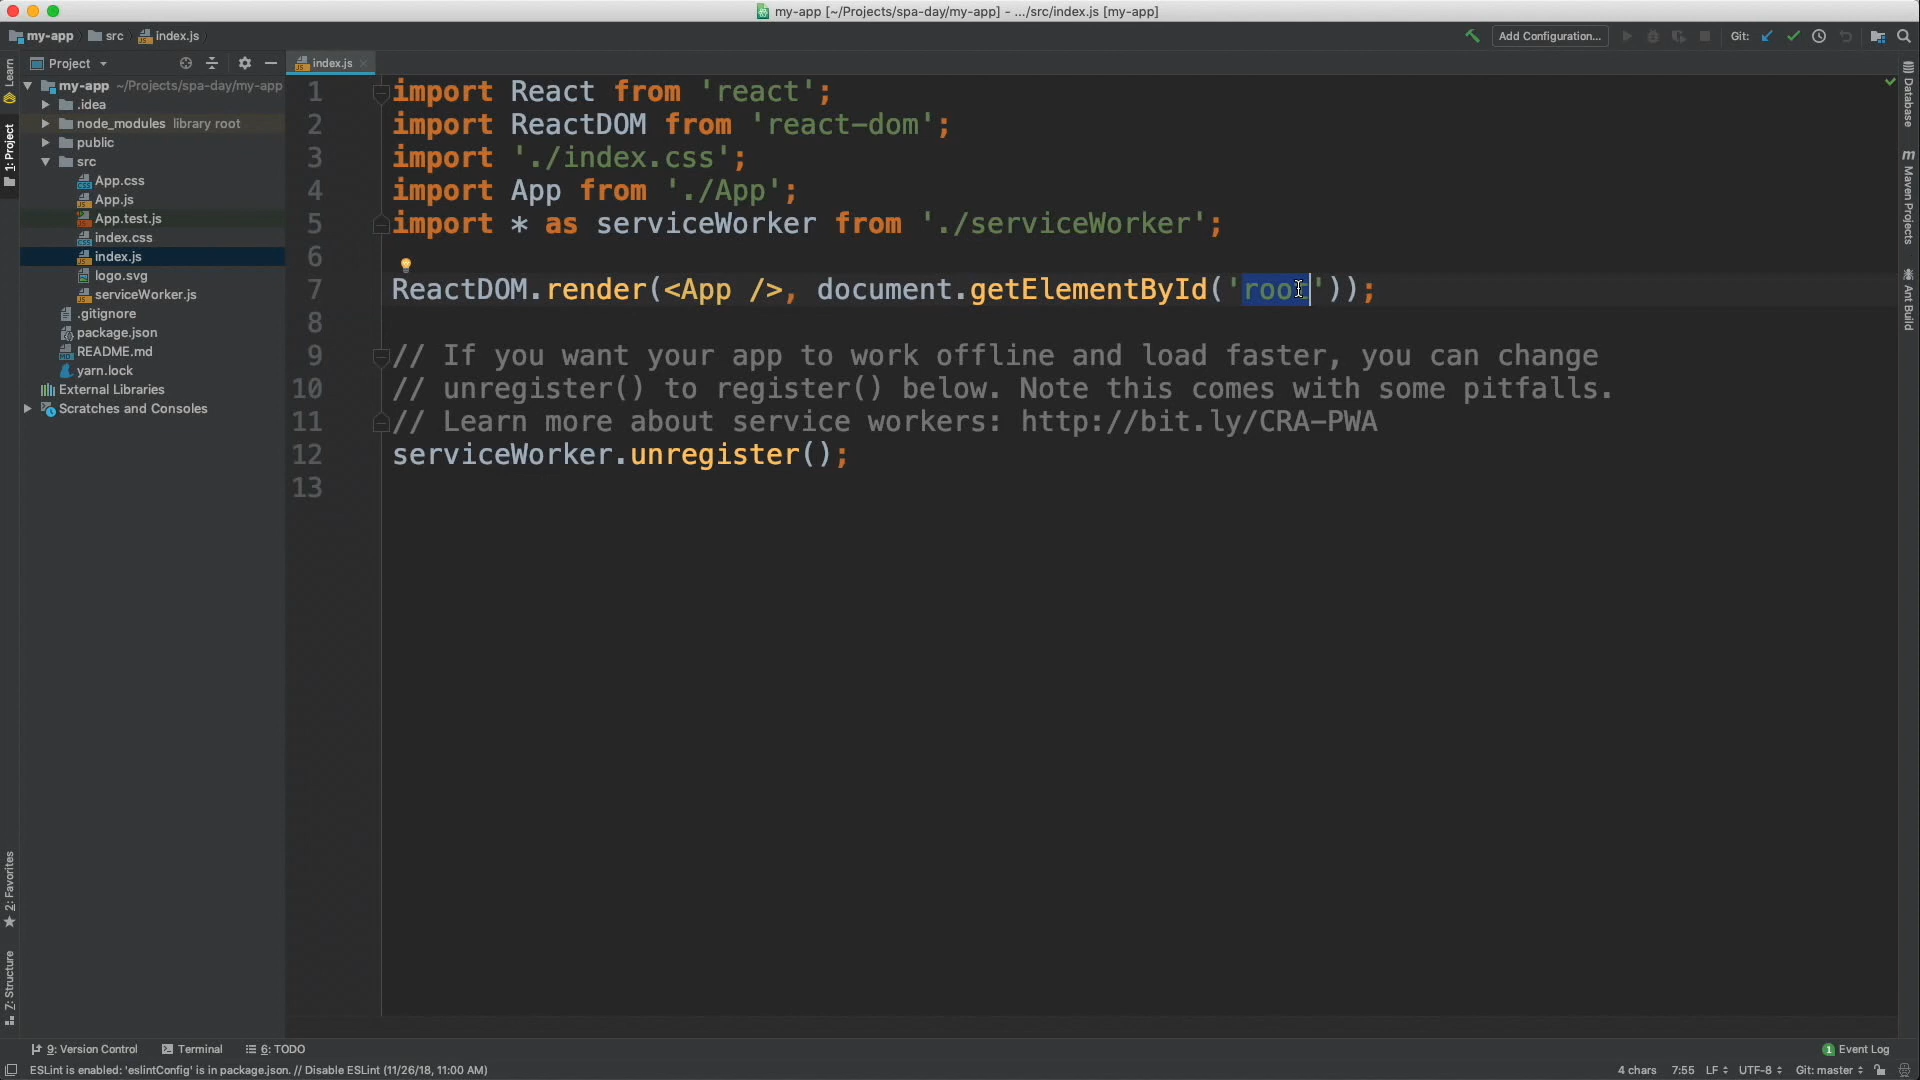 my-app [~/Projects/spa-day/my-app] - .../src/index.js [my-app]
my-app src index.js
Add Configuration... Git:
Learn
1: Project
2: Favorites
7: Structure
Project
my-app ~/Projects/spa-day/my-app
.idea
node_modules library root
public
src
App.css
App.js
App.test.js
index.css
index.js
logo.svg
serviceWorker.js
.gitignore
package.json
README.md
yarn.lock
External Libraries
Scratches and Consoles
index.js
1 import React from 'react';
2 import ReactDOM from 'react-dom';
3 import './index.css';
4 import App from './App';
5 import * as serviceWorker from './serviceWorker';
6
7 ReactDOM.render(<App />, document.getElementById('root'));
8
9 // If you want your app to work offline and load faster, you can change
10 // unregister() to register() below. Note this comes with some pitfalls.
11 // Learn more about service workers: http://bit.ly/CRA-PWA
12 serviceWorker.unregister();
13
Database
Maven Projects
Ant Build
9: Version Control Terminal 6: TODO
1 Event Log
ESLint is enabled: 'eslintConfig' is in package.json. // Disable ESLint (11/26/18, 11:00 AM)
4 chars 7:55 LF UTF-8 Git: master